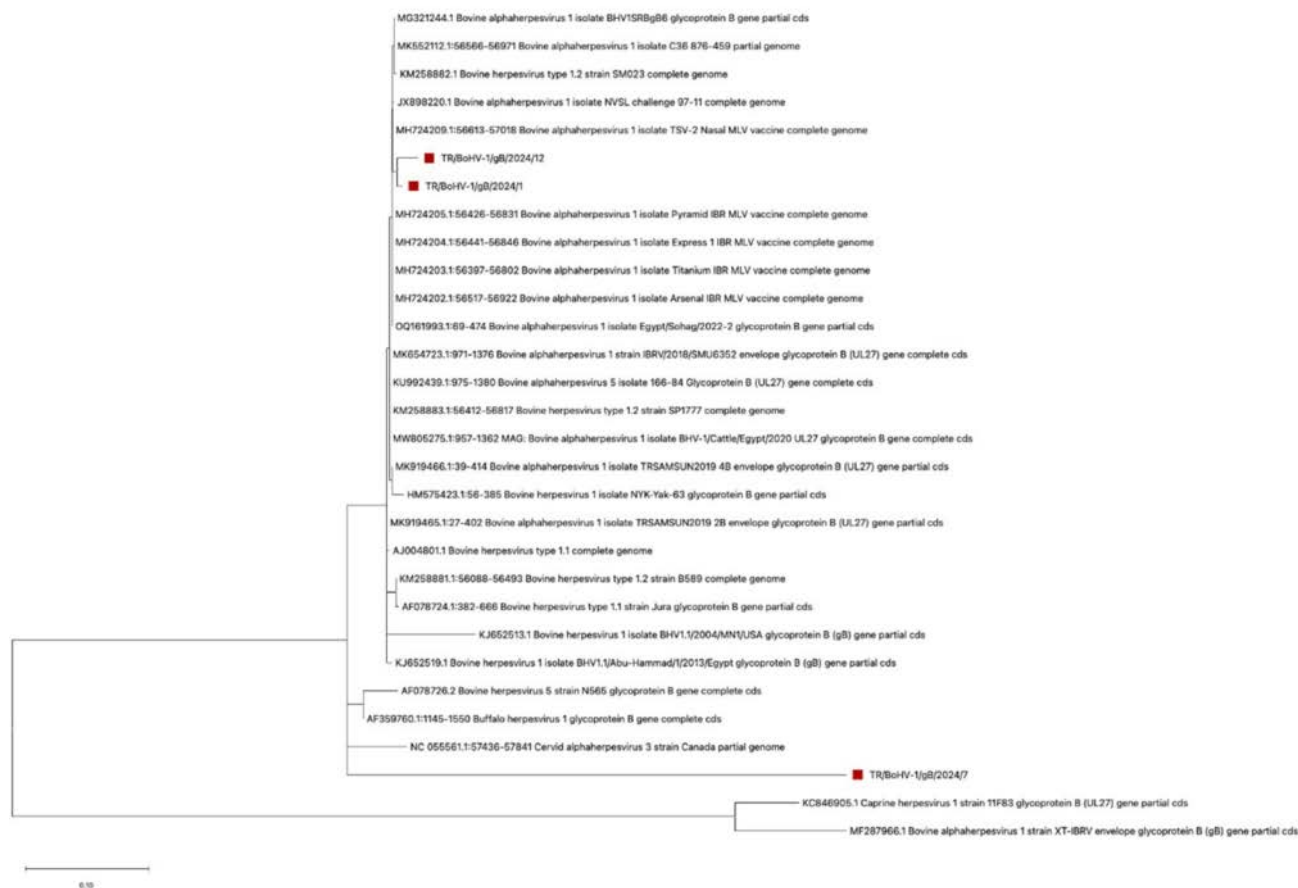 MG321244.1 Bovine alphaherpesvirus 1 isolate BHV1SRBgB6 glycoprotein B gene partial cds
MK552112.1:56566-56971 Bovine alphaherpesvirus 1 isolate C36 876-459 partial genome
KM258882.1 Bovine herpesvirus type 1.2 strain SM023 complete genome
JX898220.1 Bovine alphaherpesvirus 1 isolate NVSL challenge 97-11 complete genome
MH724209.1:56613-57018 Bovine alphaherpesvirus 1 isolate TSV-2 Nasal MLV vaccine complete genome
TR/BoHV-1/gB/2024/12
TR/BoHV-1/gB/2024/1
MH724205.1:56426-56831 Bovine alphaherpesvirus 1 isolate Pyramid IBR MLV vaccine complete genome
MH724204.1:56441-56846 Bovine alphaherpesvirus 1 isolate Express 1 IBR MLV vaccine complete genome
MH724203.1:56397-56802 Bovine alphaherpesvirus 1 isolate Titanium IBR MLV vaccine complete genome
MH724202.1:56517-56922 Bovine alphaherpesvirus 1 isolate Arsenal IBR MLV vaccine complete genome
OQ161993.1:69-474 Bovine alphaherpesvirus 1 isolate Egypt/Sohag/2022-2 glycoprotein B gene partial cds
MK654723.1:971-1376 Bovine alphaherpesvirus 1 strain IBRV/2018/SMU6352 envelope glycoprotein B (UL27) gene complete cds
KU992439.1:975-1380 Bovine alphaherpesvirus 5 isolate 166-84 Glycoprotein B (UL27) gene complete cds
KM258883.1:56412-56817 Bovine herpesvirus type 1.2 strain SP1777 complete genome
MW805275.1:957-1362 MAG: Bovine alphaherpesvirus 1 isolate BHV-1/Cattle/Egypt/2020 UL27 glycoprotein B gene complete cds
MK919466.1:39-414 Bovine alphaherpesvirus 1 isolate TRSAMSUN2019 4B envelope glycoprotein B (UL27) gene partial cds
HM575423.1:56-385 Bovine herpesvirus 1 isolate NYK-Yak-63 glycoprotein B gene partial cds
MK919465.1:27-402 Bovine alphaherpesvirus 1 isolate TRSAMSUN2019 2B envelope glycoprotein B (UL27) gene partial cds
AJ004801.1 Bovine herpesvirus type 1.1 complete genome
KM258881.1:56088-56493 Bovine herpesvirus type 1.2 strain B589 complete genome
AF078724.1:382-666 Bovine herpesvirus type 1.1 strain Jura glycoprotein B gene partial cds
KJ652513.1 Bovine herpesvirus 1 isolate BHV1.1/2004/MN1/USA glycoprotein B (gB) gene partial cds
KJ652519.1 Bovine herpesvirus 1 isolate BHV1.1/Abu-Hammad/1/2013/Egypt glycoprotein B (gB) gene partial cds
AF078726.2 Bovine herpesvirus 5 strain N565 glycoprotein B gene complete cds
AF359760.1:1145-1550 Buffalo herpesvirus 1 glycoprotein B gene complete cds
NC 055561.1:57436-57841 Cervid alphaherpesvirus 3 strain Canada partial genome
TR/BoHV-1/gB/2024/7
KC846905.1 Caprine herpesvirus 1 strain 11F83 glycoprotein B (UL27) gene partial cds
MF287966.1 Bovine alphaherpesvirus 1 strain XT-IBRV envelope glycoprotein B (gB) gene partial cds
0.10